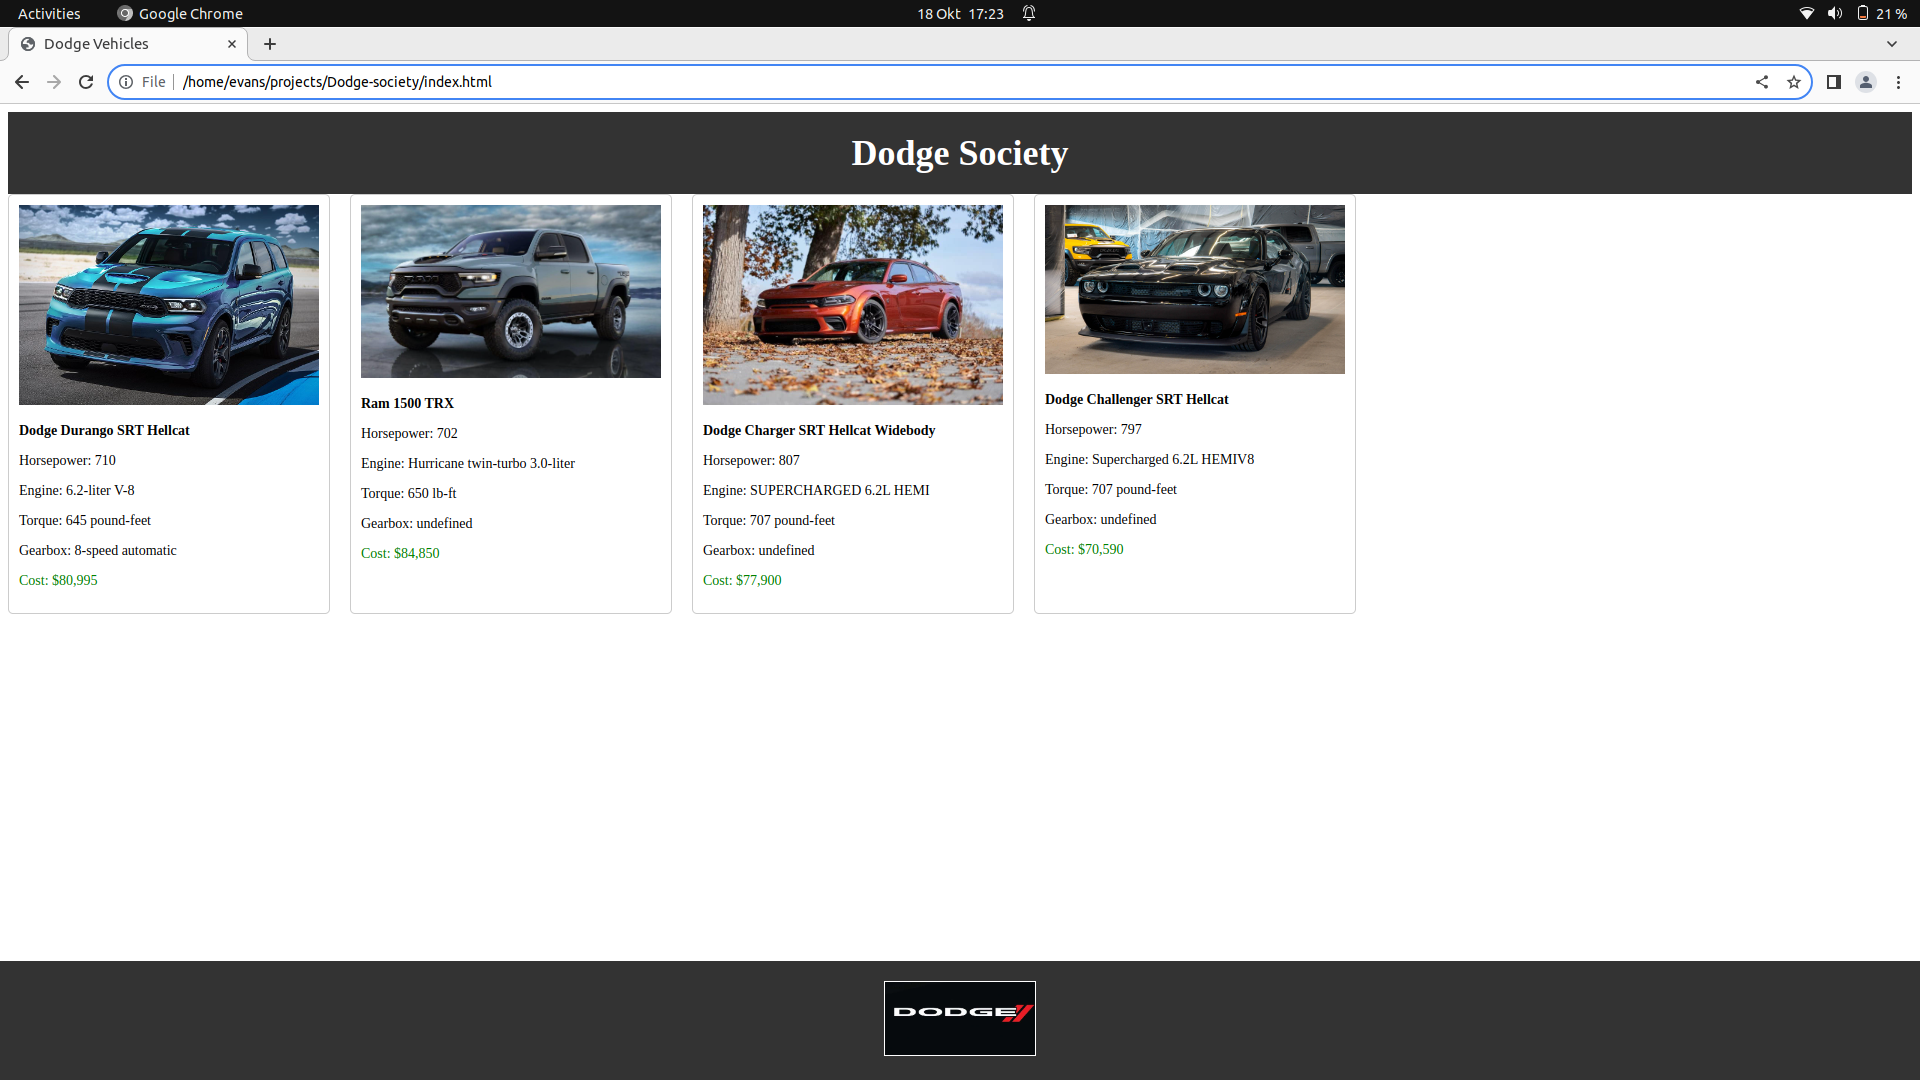 Activities
Google Chrome
18 Okt 17:23
21 %
Dodge Vehicles
File
/home/evans/projects/Dodge-society/index.html
Dodge Society
Dodge Durango SRT Hellcat
Horsepower: 710
Engine: 6.2-liter V-8
Torque: 645 pound-feet
Gearbox: 8-speed automatic
Cost: $80,995
Ram 1500 TRX
Horsepower: 702
Engine: Hurricane twin-turbo 3.0-liter
Torque: 650 lb-ft
Gearbox: undefined
Cost: $84,850
Dodge Charger SRT Hellcat Widebody
Horsepower: 807
Engine: SUPERCHARGED 6.2L HEMI
Torque: 707 pound-feet
Gearbox: undefined
Cost: $77,900
Dodge Challenger SRT Hellcat
Horsepower: 797
Engine: Supercharged 6.2L HEMIV8
Torque: 707 pound-feet
Gearbox: undefined
Cost: $70,590
DODGE